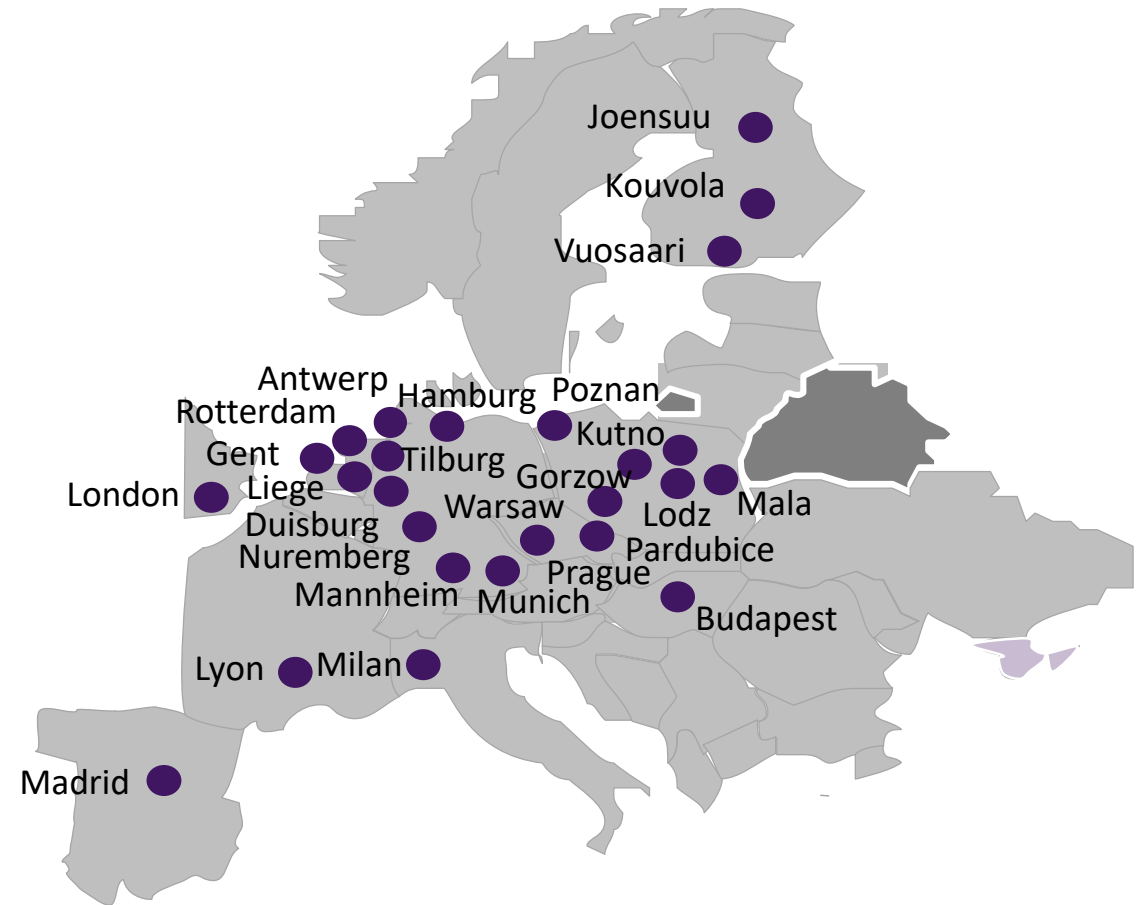 Joensuu
Kouvola
Vuosaari
Antwerp
Hamburg
Poznan
Rotterdam
Kutno
Gent
Tilburg
Gorzow
London
Liege
Warsaw
Mala
Duisburg
Lodz
Nuremberg
Pardubice
Prague
Mannheim
Munich
Budapest
Lyon
Milan
Madrid